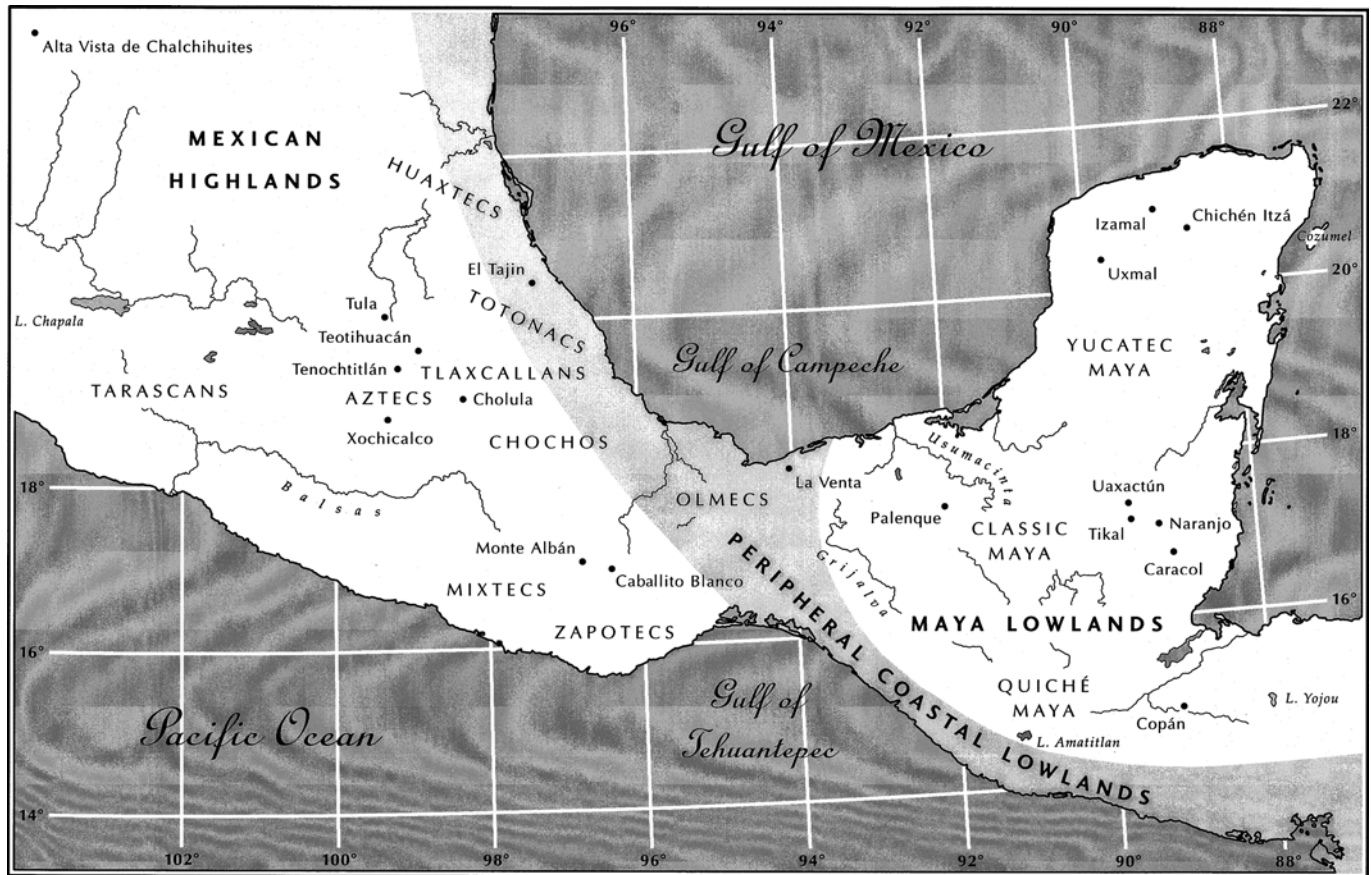 96°
94°
92°
90°
88°
Alta Vista de Chalchihuites
22°
MEXICAN
HIGHLANDS
Gulf of Mexico
HUAXTECS
Izamal
Chichén Itzá
Cozumel
El Tajin
Uxmal
20°
TOTONACS
Tula
L. Chapala
Teotihuacán
Gulf of Campeche
YUCATEC
MAYA
Tenochtitlán
TLAXCALLANS
TARASCANS
AZTECS
Cholula
Xochicalco
CHOCHOS
18°
Usumacinta
18°
Balsas
OLMECS
La Venta
Palenque
CLASSIC
MAYA
Uaxactún
Tikal
Naranjo
Caracol
Monte Albán
Caballito Blanco
MIXTECS
Grijalva
16°
PERIPHERAL COASTAL LOWLANDS
MAYA LOWLANDS
ZAPOTECS
16°
QUICHÉ
MAYA
L. Yojou
Copán
L. Amatitlan
Pacific Ocean
Gulf of
Tehuantepec
14°
102°
100°
98°
96°
94°
92°
90°
88°